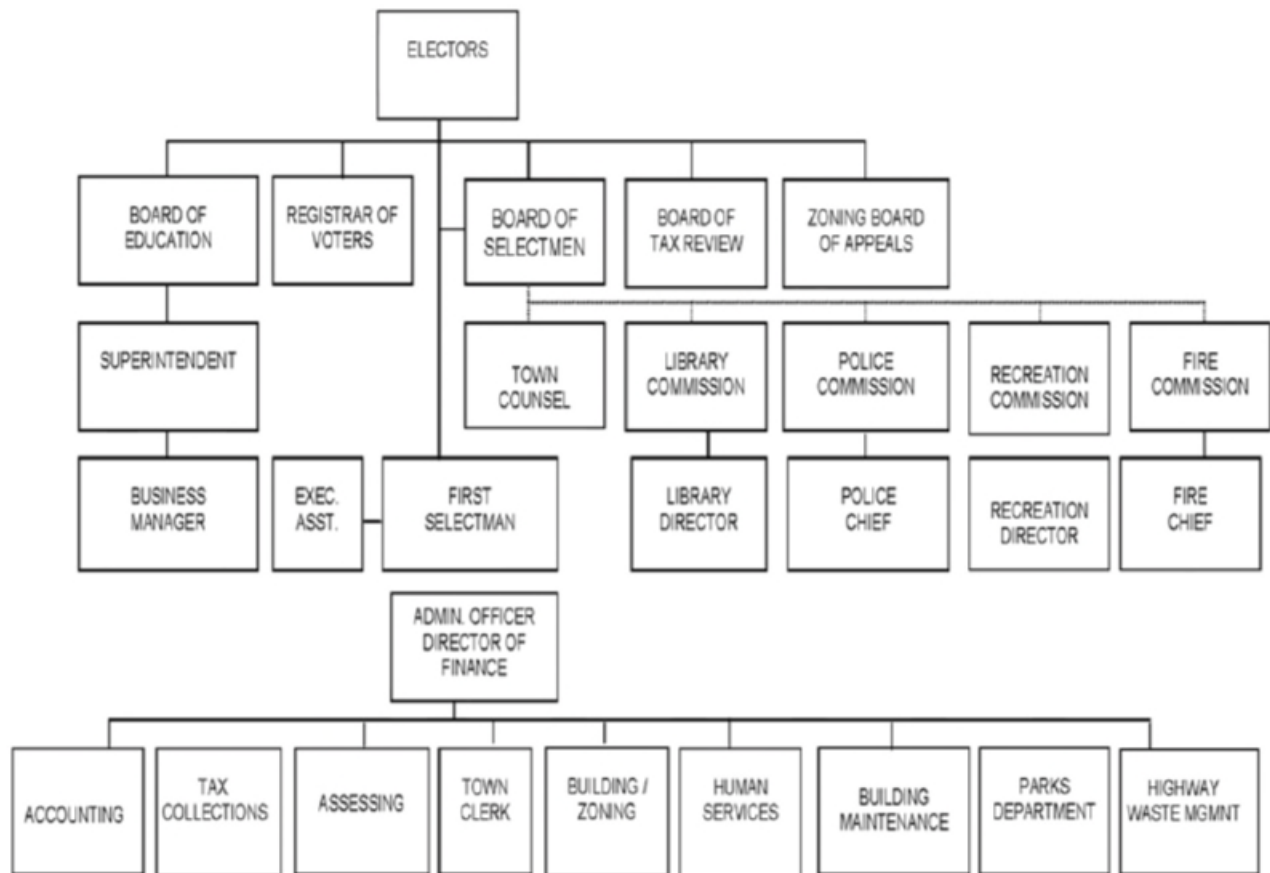 ELECTORS
BOARD OF
EDUCATION
REGISTRAR OF
VOTERS
BOARD OF
SELECTMEN
BOARD OF
TAX REVIEW
ZONING BOARD
OF APPEALS
SUPERINTENDENT
TOWN
COUNSEL
LIBRARY
COMMISSION
POLICE
COMMISSION
RECREATION
COMMISSION
FIRE
COMMISSION
BUSINESS
MANAGER
EXEC.
ASST.
FIRST
SELECTMAN
LIBRARY
DIRECTOR
POLICE
CHIEF
RECREATION
DIRECTOR
FIRE
CHIEF
ADMIN. OFFICER
DIRECTOR OF
FINANCE
ACCOUNTING
TAX
COLLECTIONS
ASSESSING
TOWN
CLERK
BUILDING /
ZONING
HUMAN
SERVICES
BUILDING
MAINTENANCE
PARKS
DEPARTMENT
HIGHWAY
WASTE MGMNT